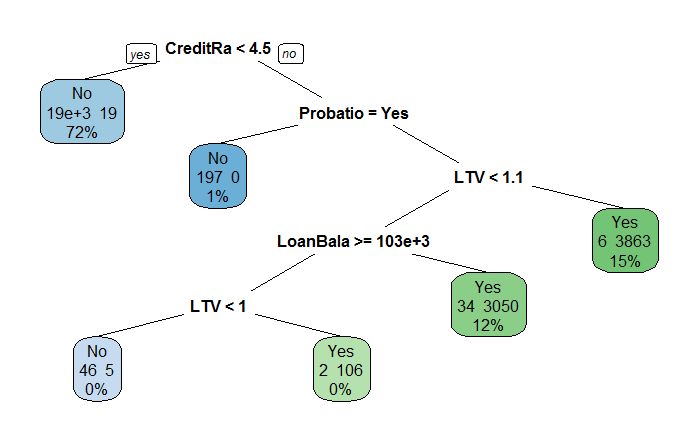 CreditRa < 4.5
yes
no
No
19e+3 19
72%
Probatio = Yes
No
197 0
1%
LTV < 1.1
Yes
6 3863
15%
LoanBala >= 103e+3
Yes
34 3050
12%
LTV < 1
No
46 5
0%
Yes
2 106
0%